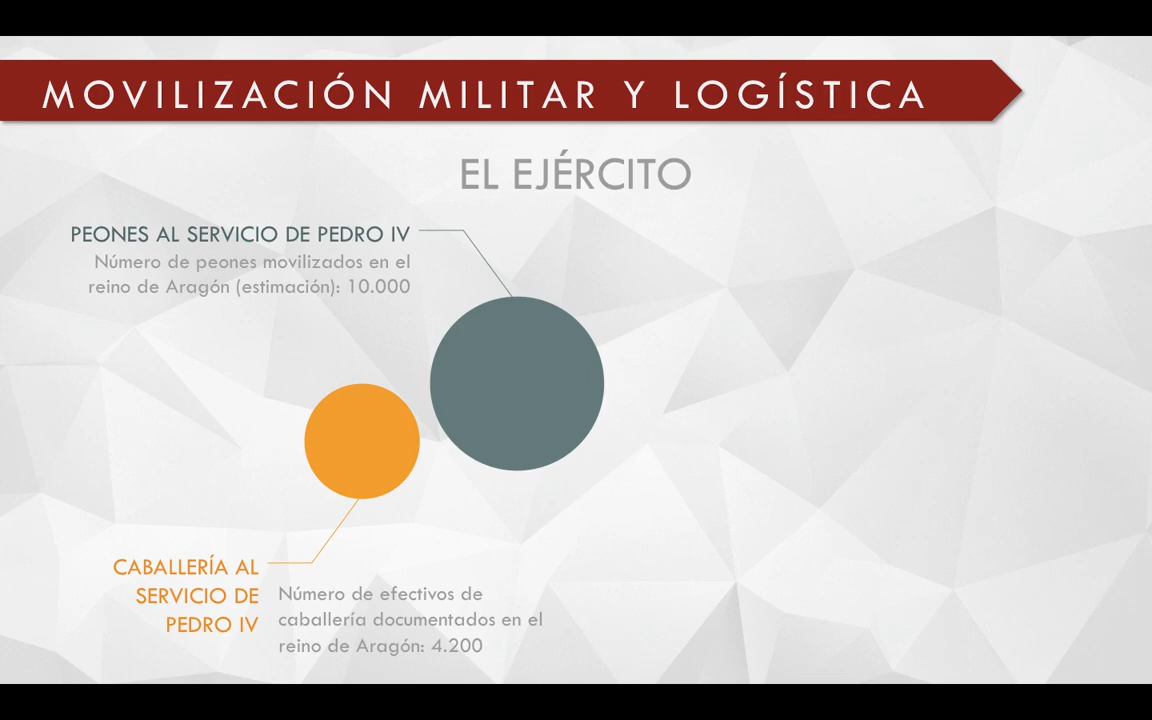 MOVILIZACIÓN MILITAR Y LOGÍSTICA
EL EJÉRCITO
PEONES AL SERVICIO DE PEDRO IV
Número de peones movilizados en el
reino de Aragón (estimación): 10.000
CABALLERÍA AL
SERVICIO DE
PEDRO IV
Número de efectivos de
caballería documentados en el
reino de Aragón: 4.200